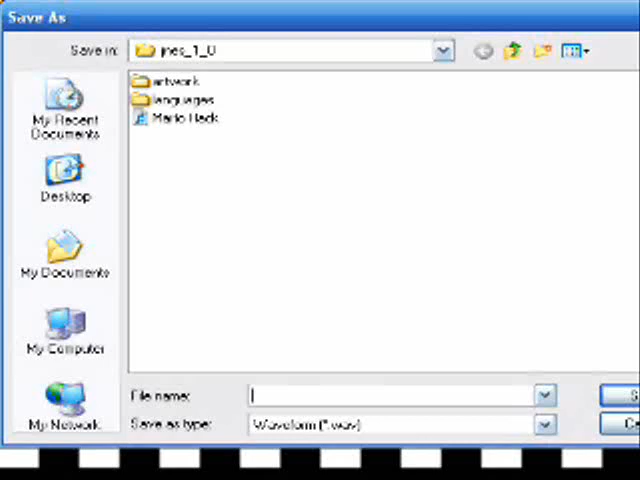 Save As
Save in:
jnes_1_0
artwork
languages
Mario Hack
My Recent
Documents
Desktop
My Documents
My Computer
My Network
File name:
S
Save as type:
Waveform (*.wav)
Ca